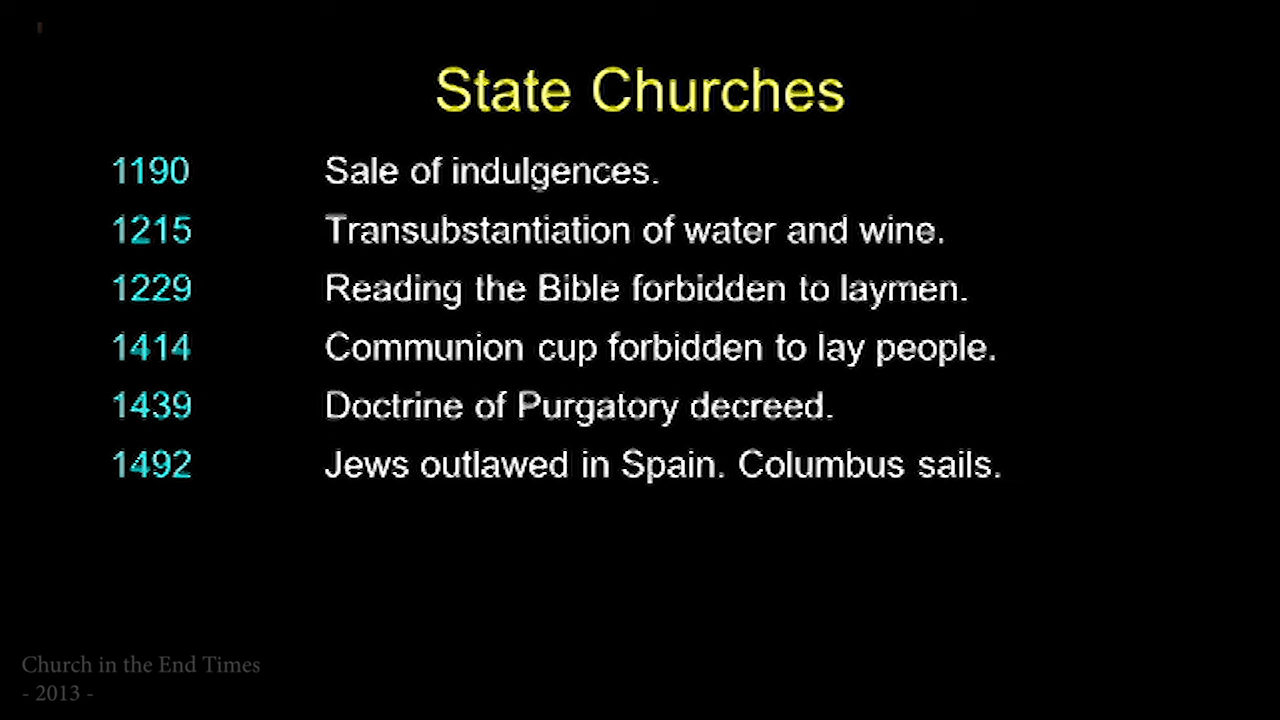 State Churches
1190 Sale of indulgences.
1215 Transubstantiation of water and wine.
1229 Reading the Bible forbidden to laymen.
1414 Communion cup forbidden to lay people.
1439 Doctrine of Purgatory decreed.
1492 Jews outlawed in Spain. Columbus sails.
Church in the End Times
- 2013 -